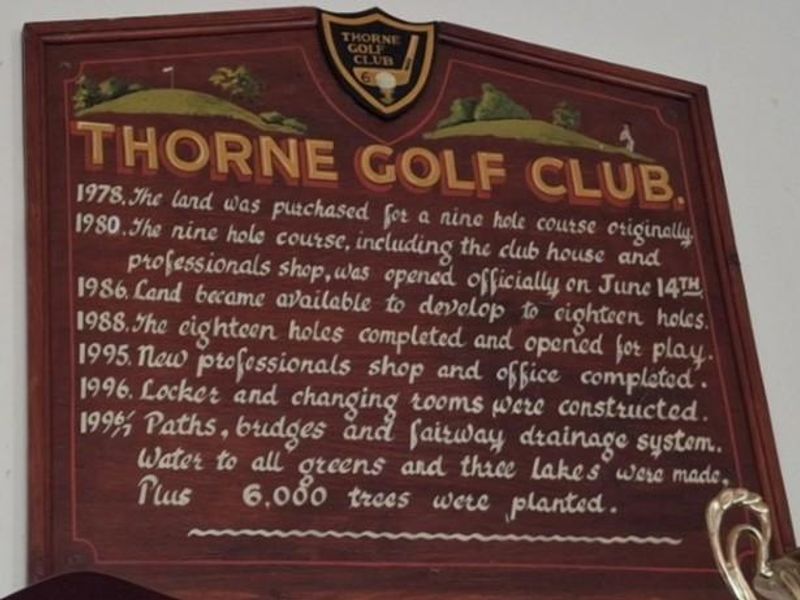 THORNE
GOLF
CLUB
THORNE GOLF CLUB.
1978. The land was purchased for a nine hole course originally.
1980. The nine hole course, including the club house and
professionals shop, was opened officially on June 14TH.
1986. Land became available to develop to eighteen holes.
1988. The eighteen holes completed and opened for play.
1995. New professionals shop and office completed.
1996. Locker and changing rooms were constructed.
1996/7 Paths, bridges and fairway drainage system.
Water to all greens and three lakes were made.
Plus 6,000 trees were planted.